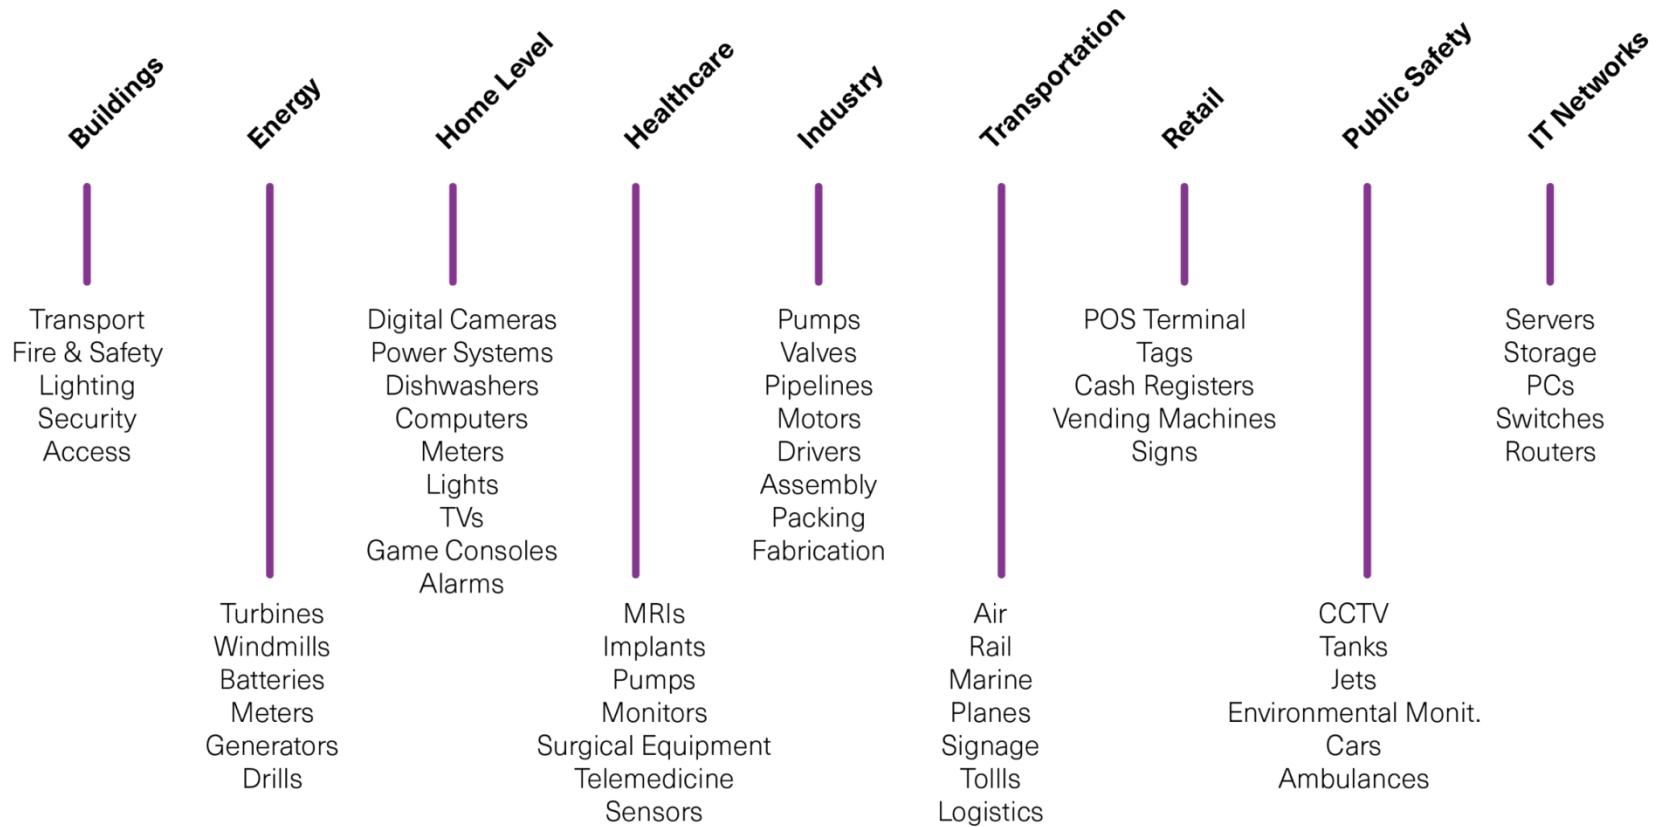 Buildings
Transport
Fire & Safety
Lighting
Security
Access
Energy
Turbines
Windmills
Batteries
Meters
Generators
Drills
Home Level
Digital Cameras
Power Systems
Dishwashers
Computers
Meters
Lights
TVs
Game Consoles
Alarms
Healthcare
MRIs
Implants
Pumps
Monitors
Surgical Equipment
Telemedicine
Sensors
Industry
Pumps
Valves
Pipelines
Motors
Drivers
Assembly
Packing
Fabrication
Transportation
Air
Rail
Marine
Planes
Signage
Tollls
Logistics
Retail
POS Terminal
Tags
Cash Registers
Vending Machines
Signs
Public Safety
CCTV
Tanks
Jets
Environmental Monit.
Cars
Ambulances
IT Networks
Servers
Storage
PCs
Switches
Routers